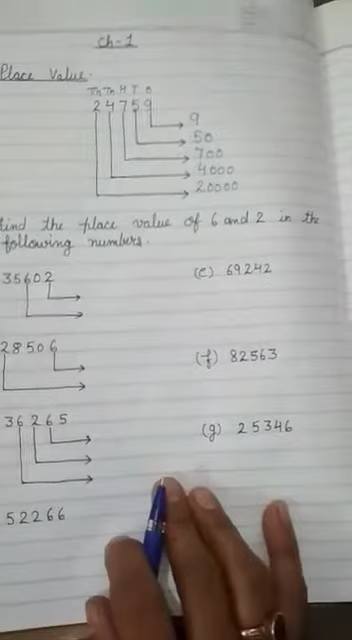 Ch-1
Place Value.
TTh Th H T O
2 4 7 5 9
9
50
700
4000
20000
Find the place value of 6 and 2 in the
following numbers.
35602
(e) 69242
28506
(f) 82563
36265
(g) 25346
52266